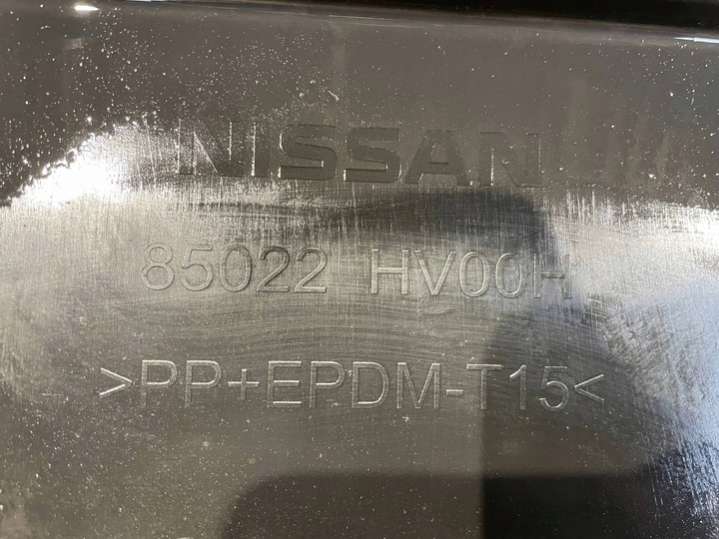 NISSAN
85022 HV00H
>PP+EPDM-T15<